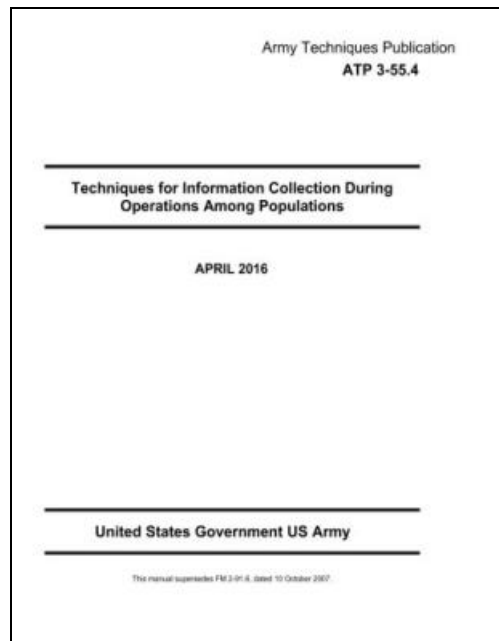 Army Techniques Publication
ATP 3-55.4
Techniques for Information Collection During
Operations Among Populations
APRIL 2016
United States Government US Army
This manual supersedes FM 3-91.6, dated 10 October 2007.